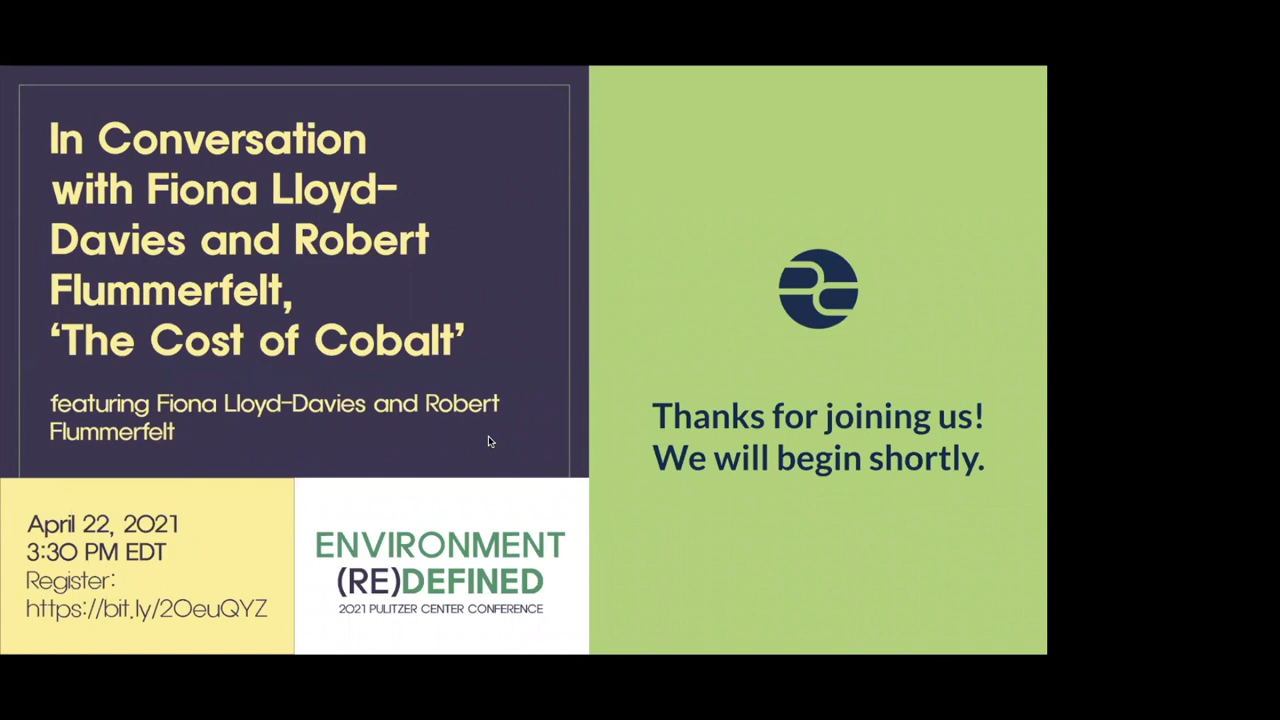 In Conversation
with Fiona Lloyd-
Davies and Robert
Flummerfelt,
‘The Cost of Cobalt’
featuring Fiona Lloyd-Davies and Robert
Flummerfelt
April 22, 2021
3:30 PM EDT
Register:
https://bit.ly/2OeuQYZ
ENVIRONMENT
(RE)DEFINED
2021 PULITZER CENTER CONFERENCE
Thanks for joining us!
We will begin shortly.